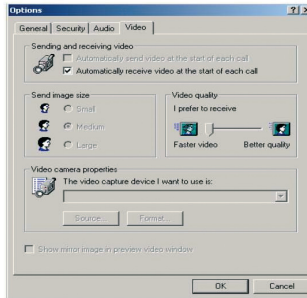 Options
General Security Audio Video
Sending and receiving video
Automatically send video at the start of each call
Automatically receive video at the start of each call
Send image size
Small
Medium
Large
Video quality
I prefer to receive
Faster video Better quality
Video camera properties
The video capture device I want to use is:
Source... Format...
Show mirror image in preview video window
OK Cancel